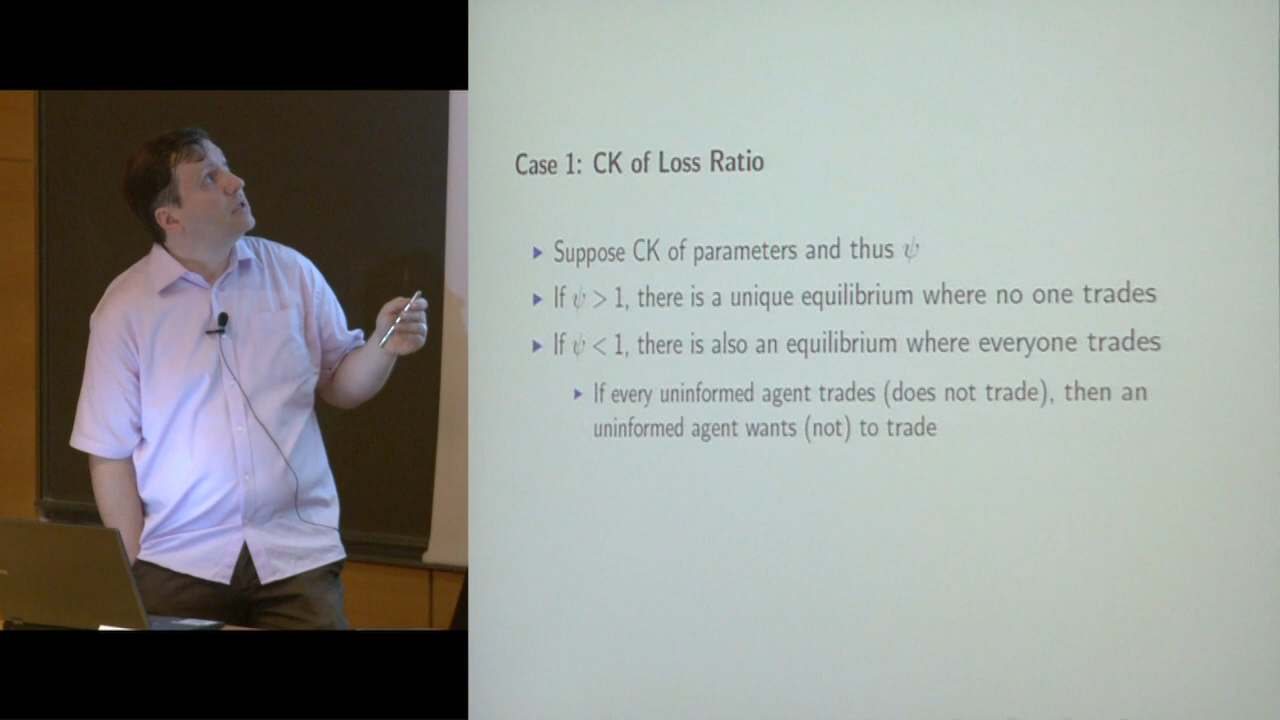 Case 1: CK of Loss Ratio
▶ Suppose CK of parameters and thus ψ
▶ If ψ > 1, there is a unique equilibrium where no one trades
▶ If ψ < 1, there is also an equilibrium where everyone trades
▶ If every uninformed agent trades (does not trade), then an
uninformed agent wants (not) to trade